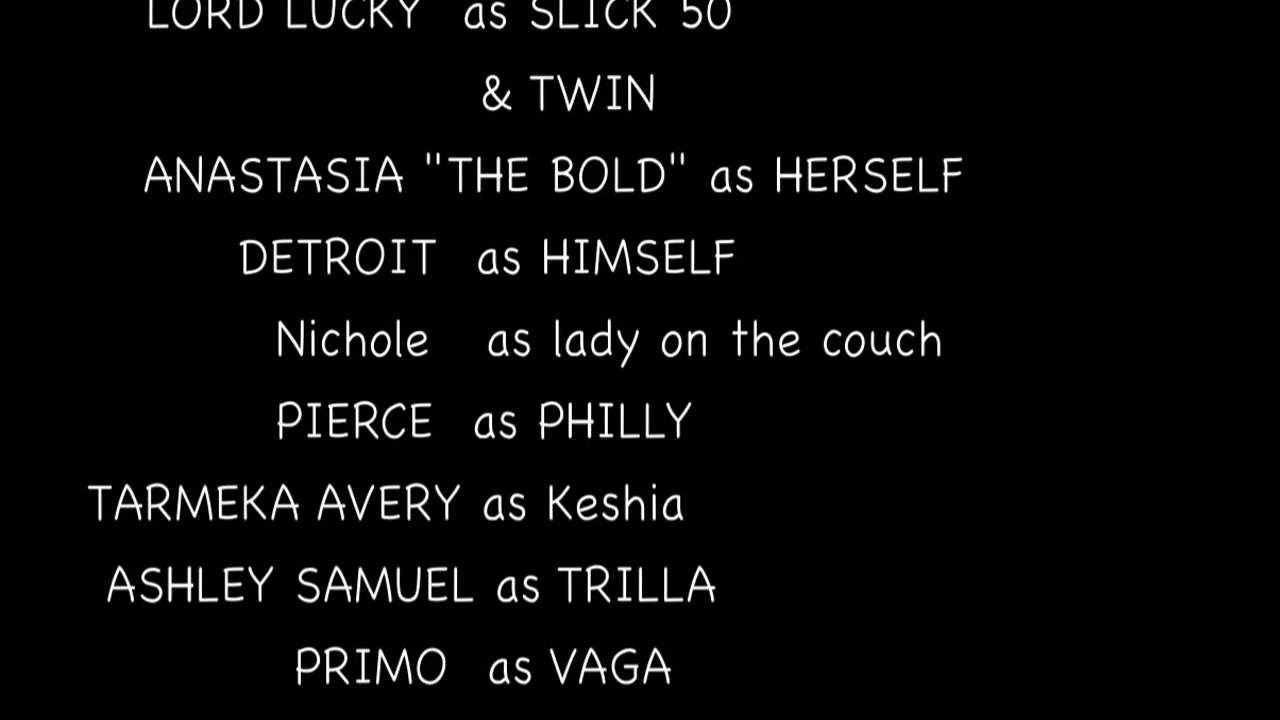 LORD LUCKY as SLICK 50
& TWIN
ANASTASIA "THE BOLD" as HERSELF
DETROIT as HIMSELF
Nichole as lady on the couch
PIERCE as PHILLY
TARMEKA AVERY as Keshia
ASHLEY SAMUEL as TRILLA
PRIMO as VAGA